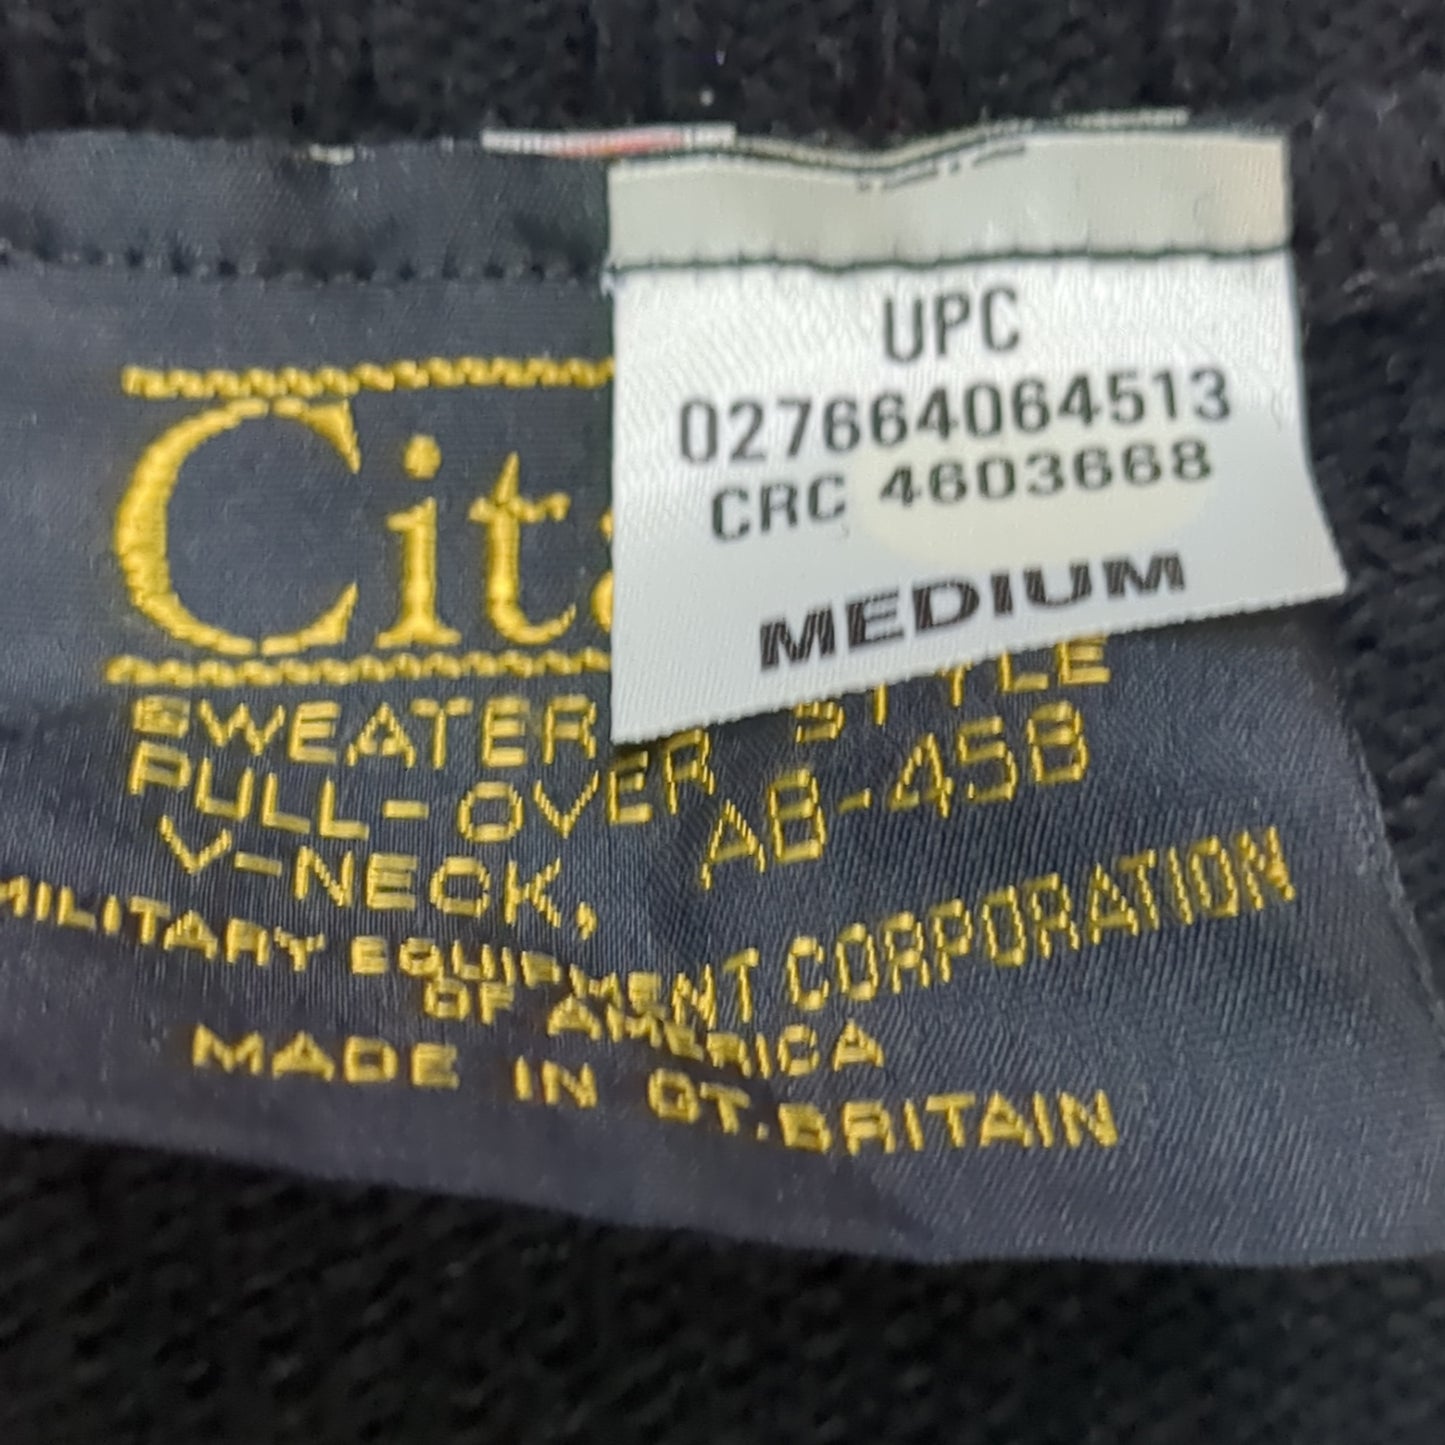 UPC
027664064513
CRC 4603668
MEDIUM
SWEATER STYLE
PULL-OVER AB-45B
V-NECK,
MILITARY EQUIPMENT CORPORATION
OF AMERICA
MADE IN GT.BRITAIN